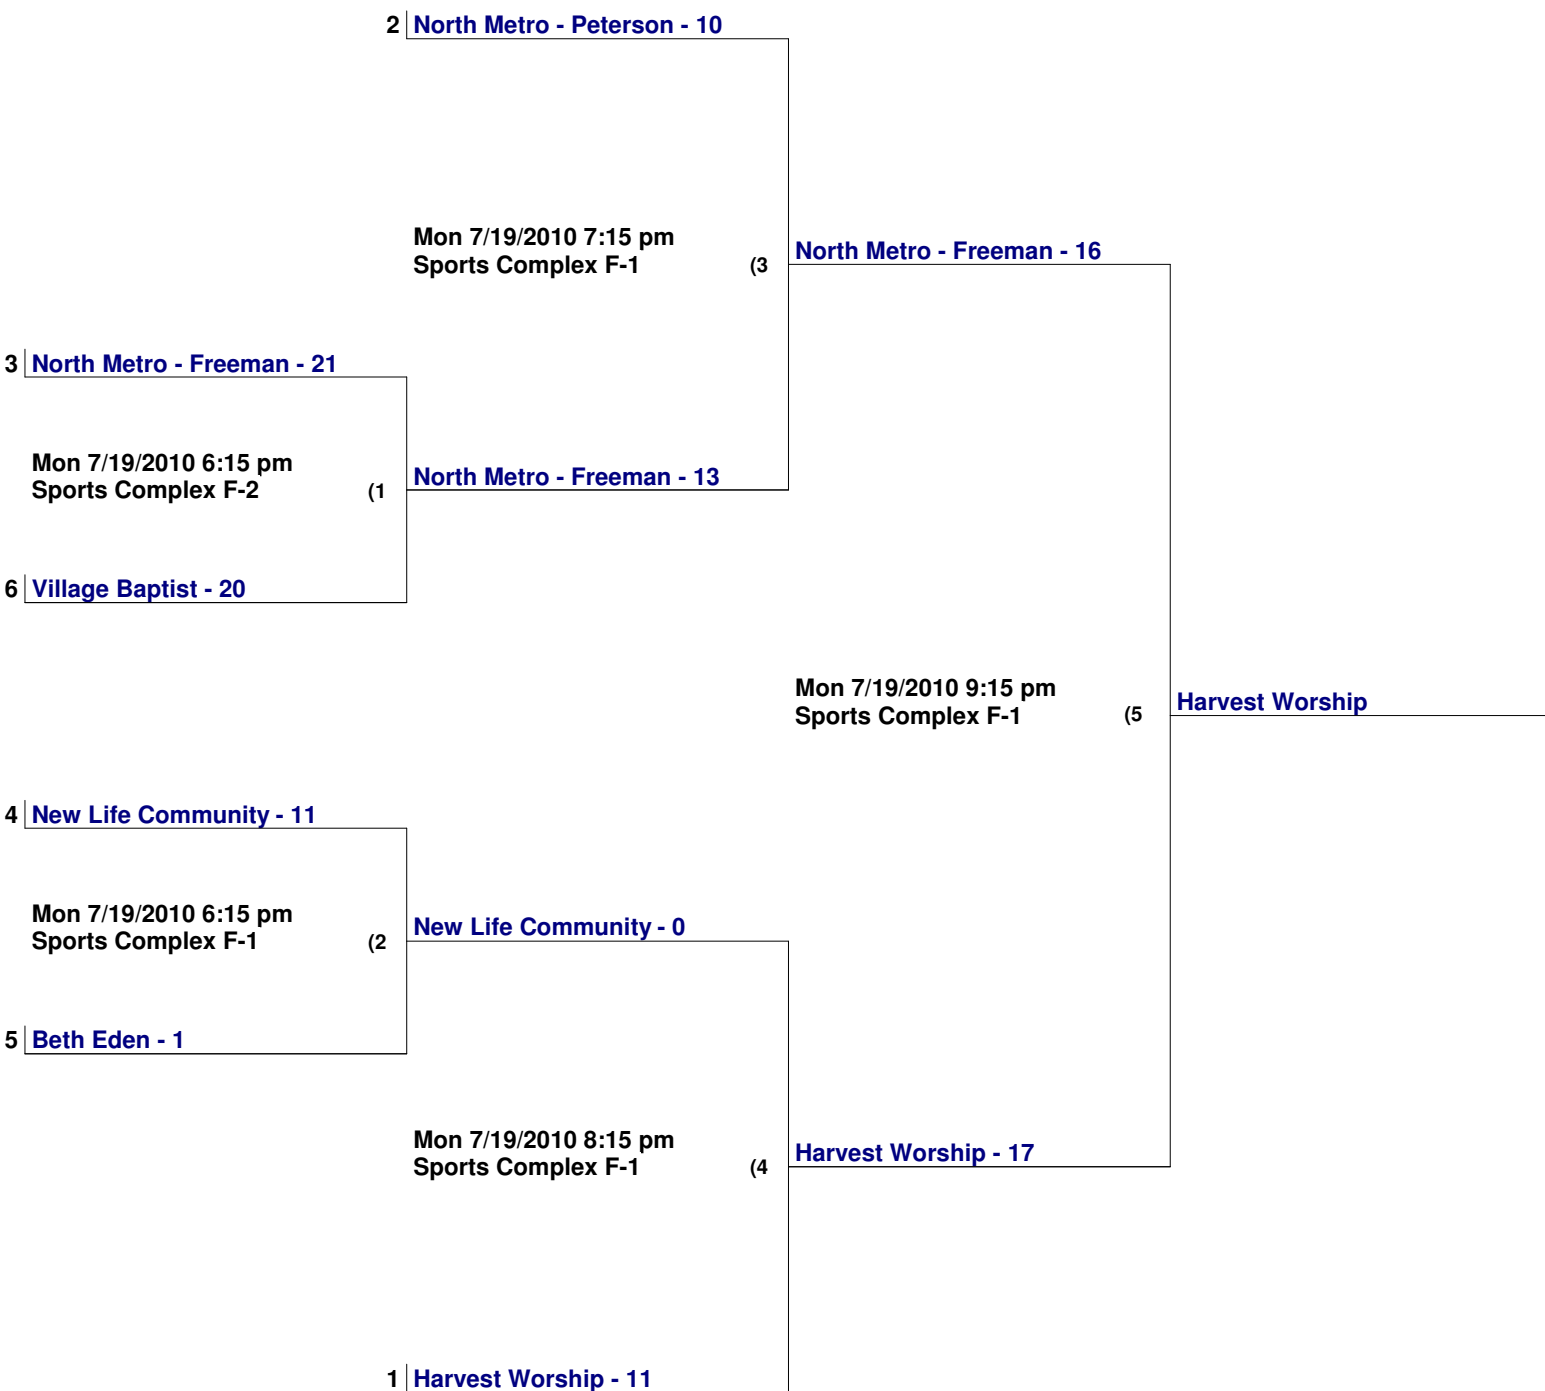 2 North Metro - Peterson - 10
Mon 7/19/2010 7:15 pm
Sports Complex F-1 (3
North Metro - Freeman - 16
3 North Metro - Freeman - 21
Mon 7/19/2010 6:15 pm
Sports Complex F-2 (1
North Metro - Freeman - 13
6 Village Baptist - 20
Mon 7/19/2010 9:15 pm
Sports Complex F-1 (5
Harvest Worship
4 New Life Community - 11
Mon 7/19/2010 6:15 pm
Sports Complex F-1 (2
New Life Community - 0
5 Beth Eden - 1
Mon 7/19/2010 8:15 pm
Sports Complex F-1 (4
Harvest Worship - 17
1 Harvest Worship - 11